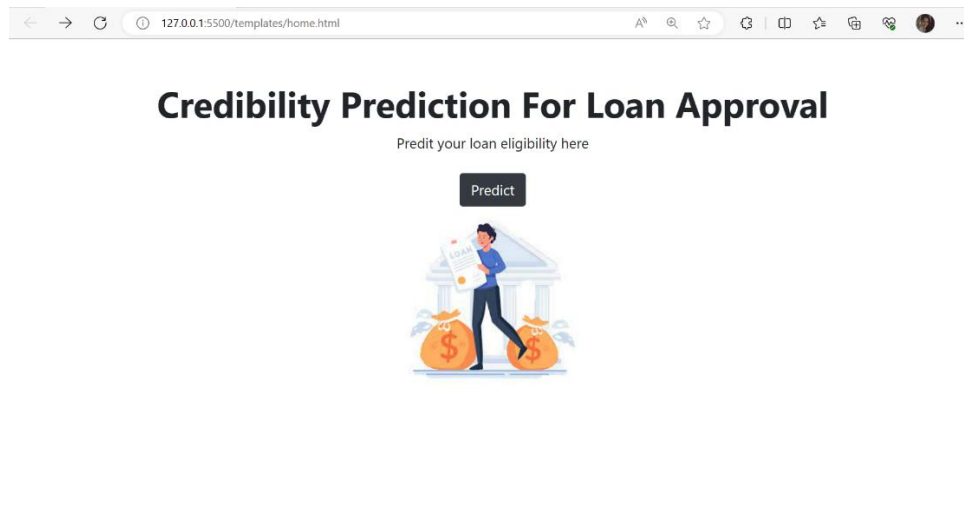 127.0.0.1:5500/templates/home.html
Credibility Prediction For Loan Approval
Predit your loan eligibility here
Predict
LOAN
$ $